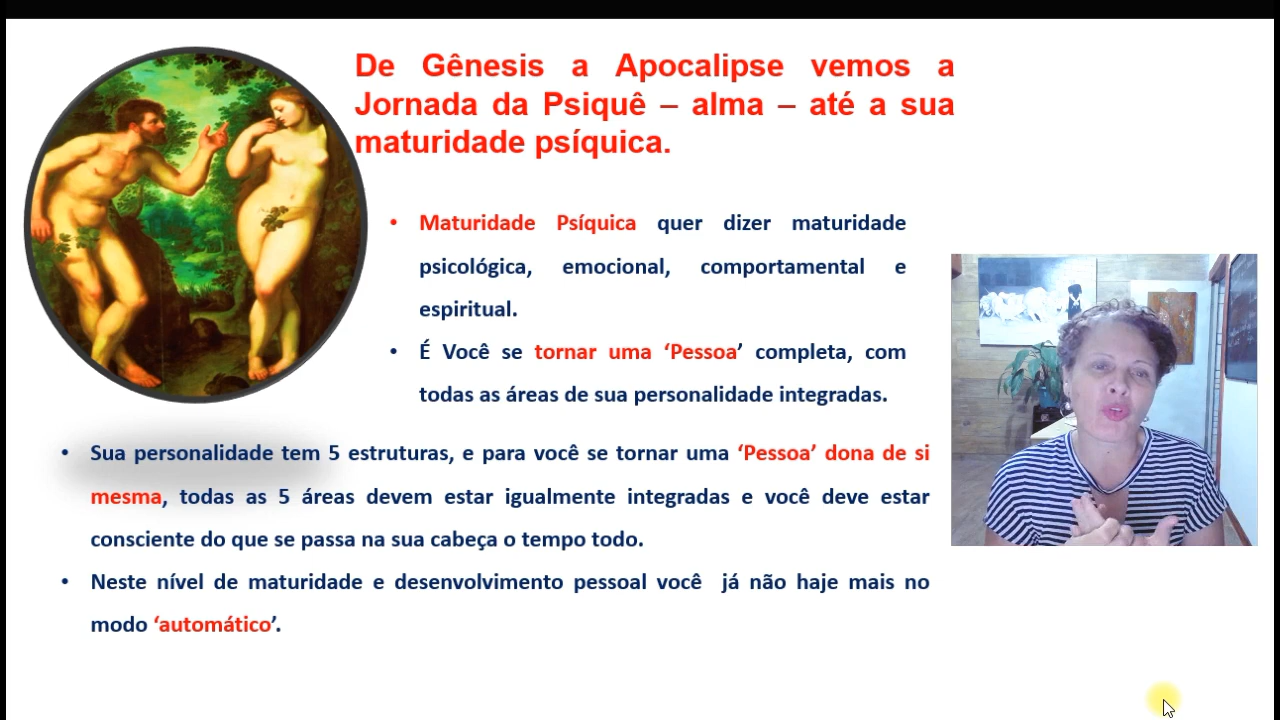 De Gênesis a Apocalipse vemos a
Jornada da Psiquê – alma – até a sua
maturidade psíquica.
• Maturidade Psíquica quer dizer maturidade
psicológica, emocional, comportamental e
espiritual.
• É Você se tornar uma ‘Pessoa’ completa, com
todas as áreas de sua personalidade integradas.
• Sua personalidade tem 5 estruturas, e para você se tornar uma ‘Pessoa’ dona de si
mesma, todas as 5 áreas devem estar igualmente integradas e você deve estar
consciente do que se passa na sua cabeça o tempo todo.
• Neste nível de maturidade e desenvolvimento pessoal você já não haje mais no
modo ‘automático’.